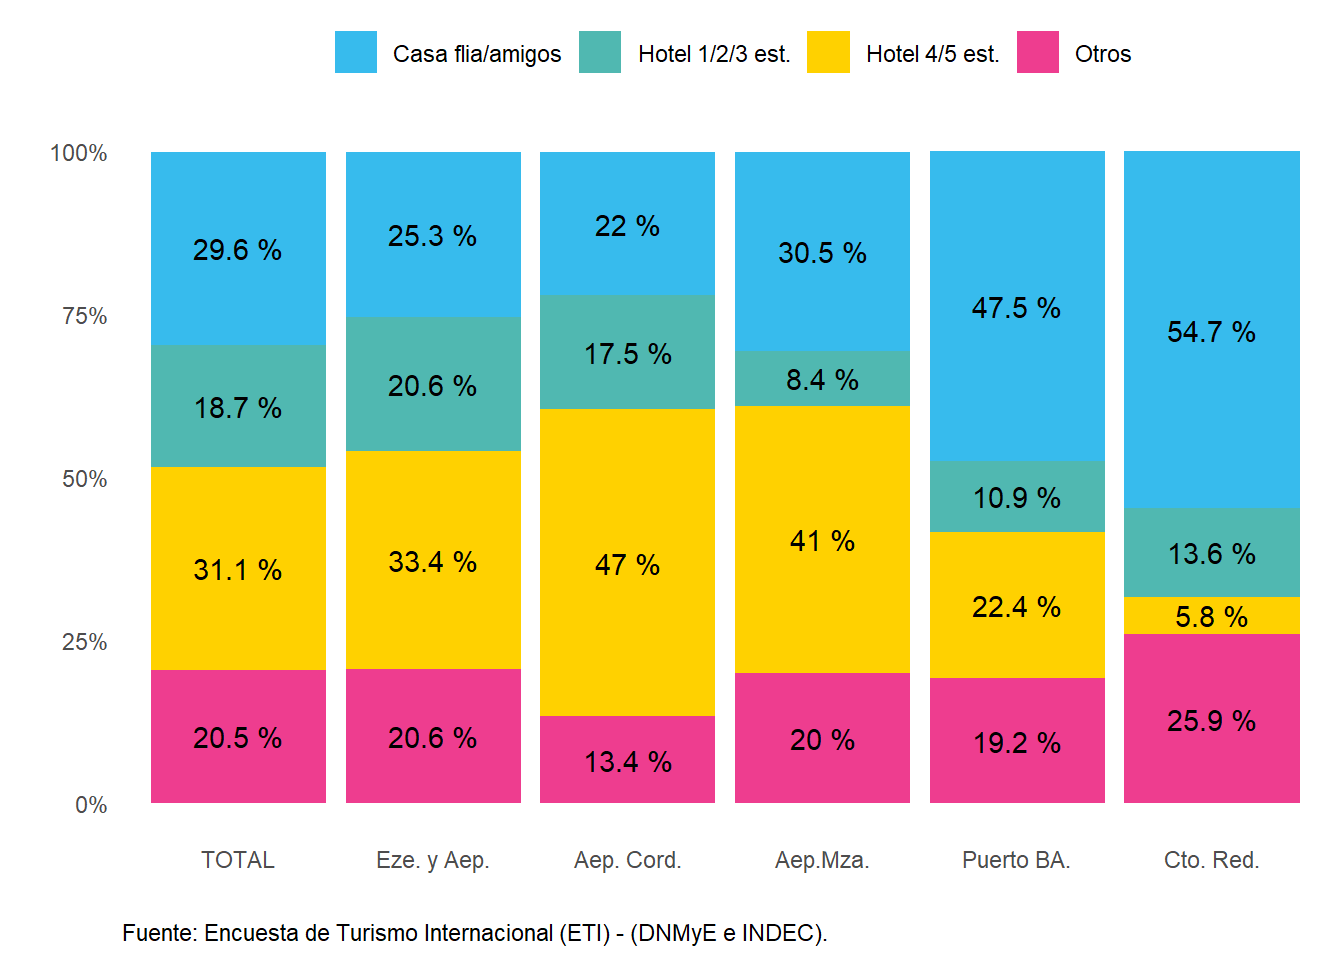 Casa flia/amigos Hotel 1/2/3 est. Hotel 4/5 est. Otros
100%
75%
50%
25%
0%
29.6 % 25.3 % 22 % 30.5 % 47.5 % 54.7 %
18.7 % 20.6 % 17.5 % 8.4 % 10.9 % 13.6 %
31.1 % 33.4 % 47 % 41 % 22.4 % 5.8 %
20.5 % 20.6 % 13.4 % 20 % 19.2 % 25.9 %
TOTAL Eze. y Aep. Aep. Cord. Aep.Mza. Puerto BA. Cto. Red.
Fuente: Encuesta de Turismo Internacional (ETI) - (DNMyE e INDEC).